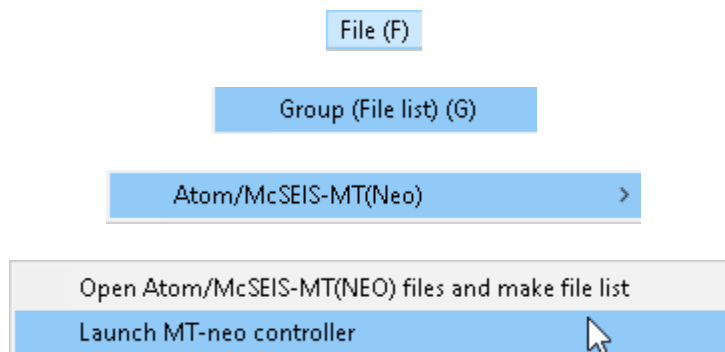 File (F)
Group (File list) (G)
Atom/McSEIS-MT(Neo)
Open Atom/McSEIS-MT(NEO) files and make file list
Launch MT-neo controller